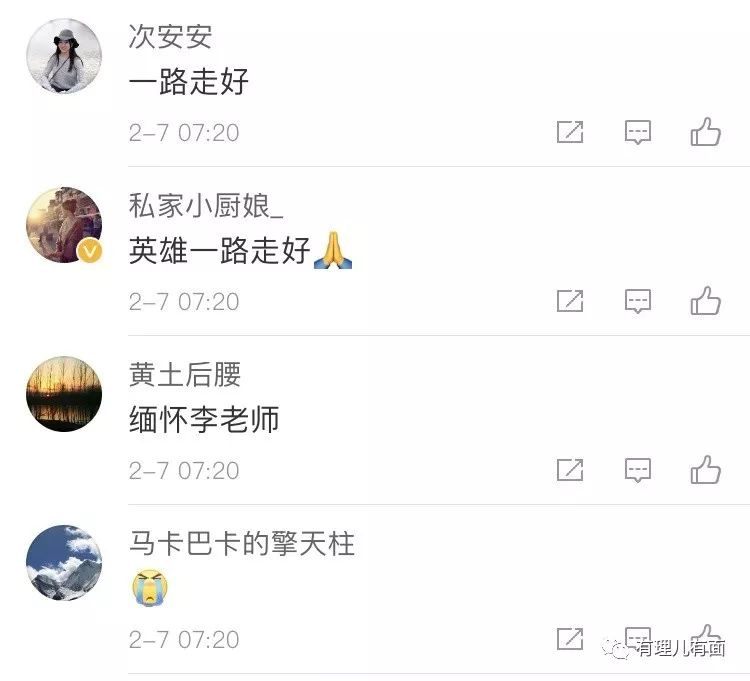 次安安
一路走好
2-7 07:20
私家小厨娘_
英雄一路走好🙏
2-7 07:20
黄土后腰
缅怀李老师
2-7 07:20
马卡巴卡的擎天柱
😭
2-7 07:20
有理儿有面